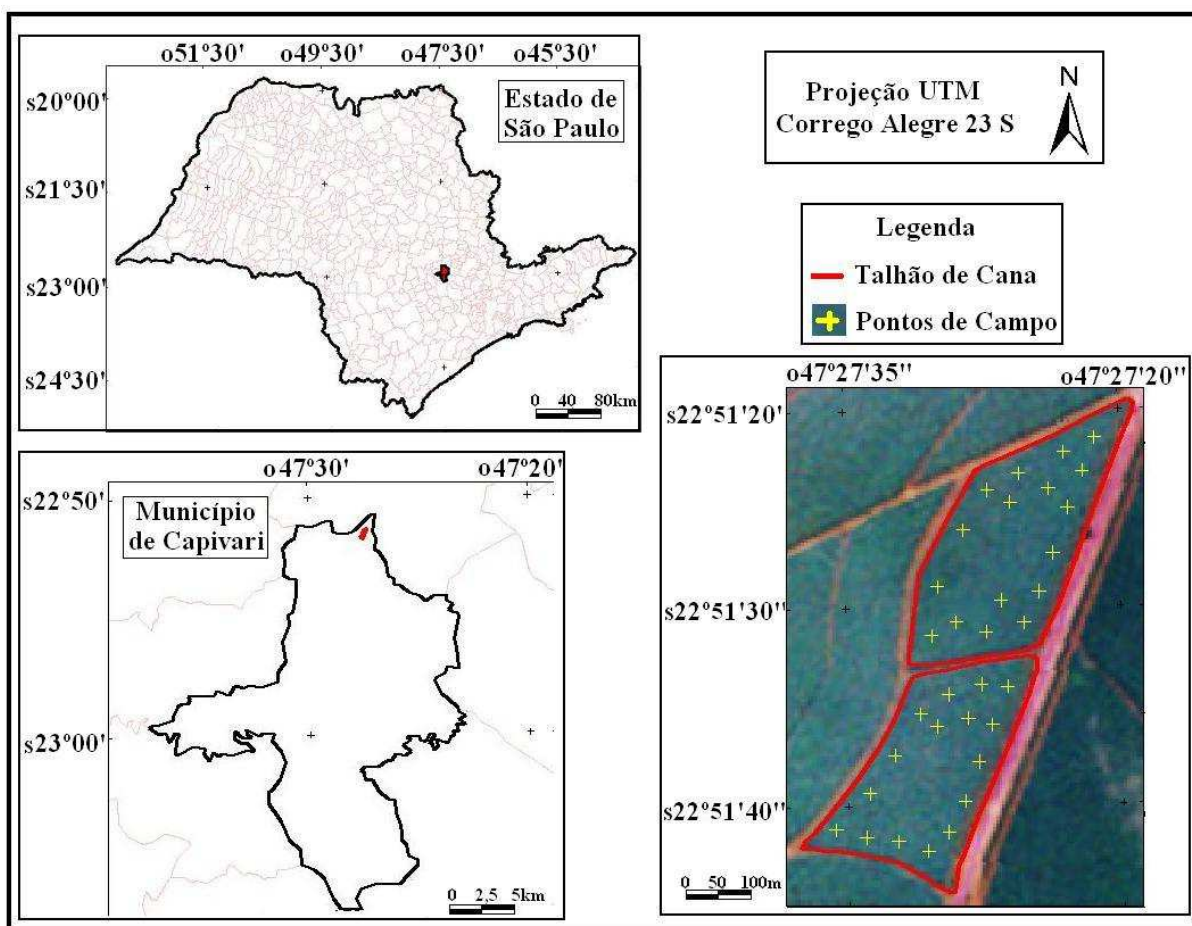 o51°30' o49°30' o47°30' o45°30'
s20°00'
s21°30'
s23°00'
s24°30'
Estado de
São Paulo
0 40 80km
N
Projeção UTM
Corrego Alegre 23 S
Legenda
Talhão de Cana
Pontos de Campo
o47°30' o47°20'
s22°50'
s23°00'
Município
de Capivari
0 2,5 5km
o47°27'35'' o47°27'20''
s22°51'20''
s22°51'30''
s22°51'40''
0 50 100m